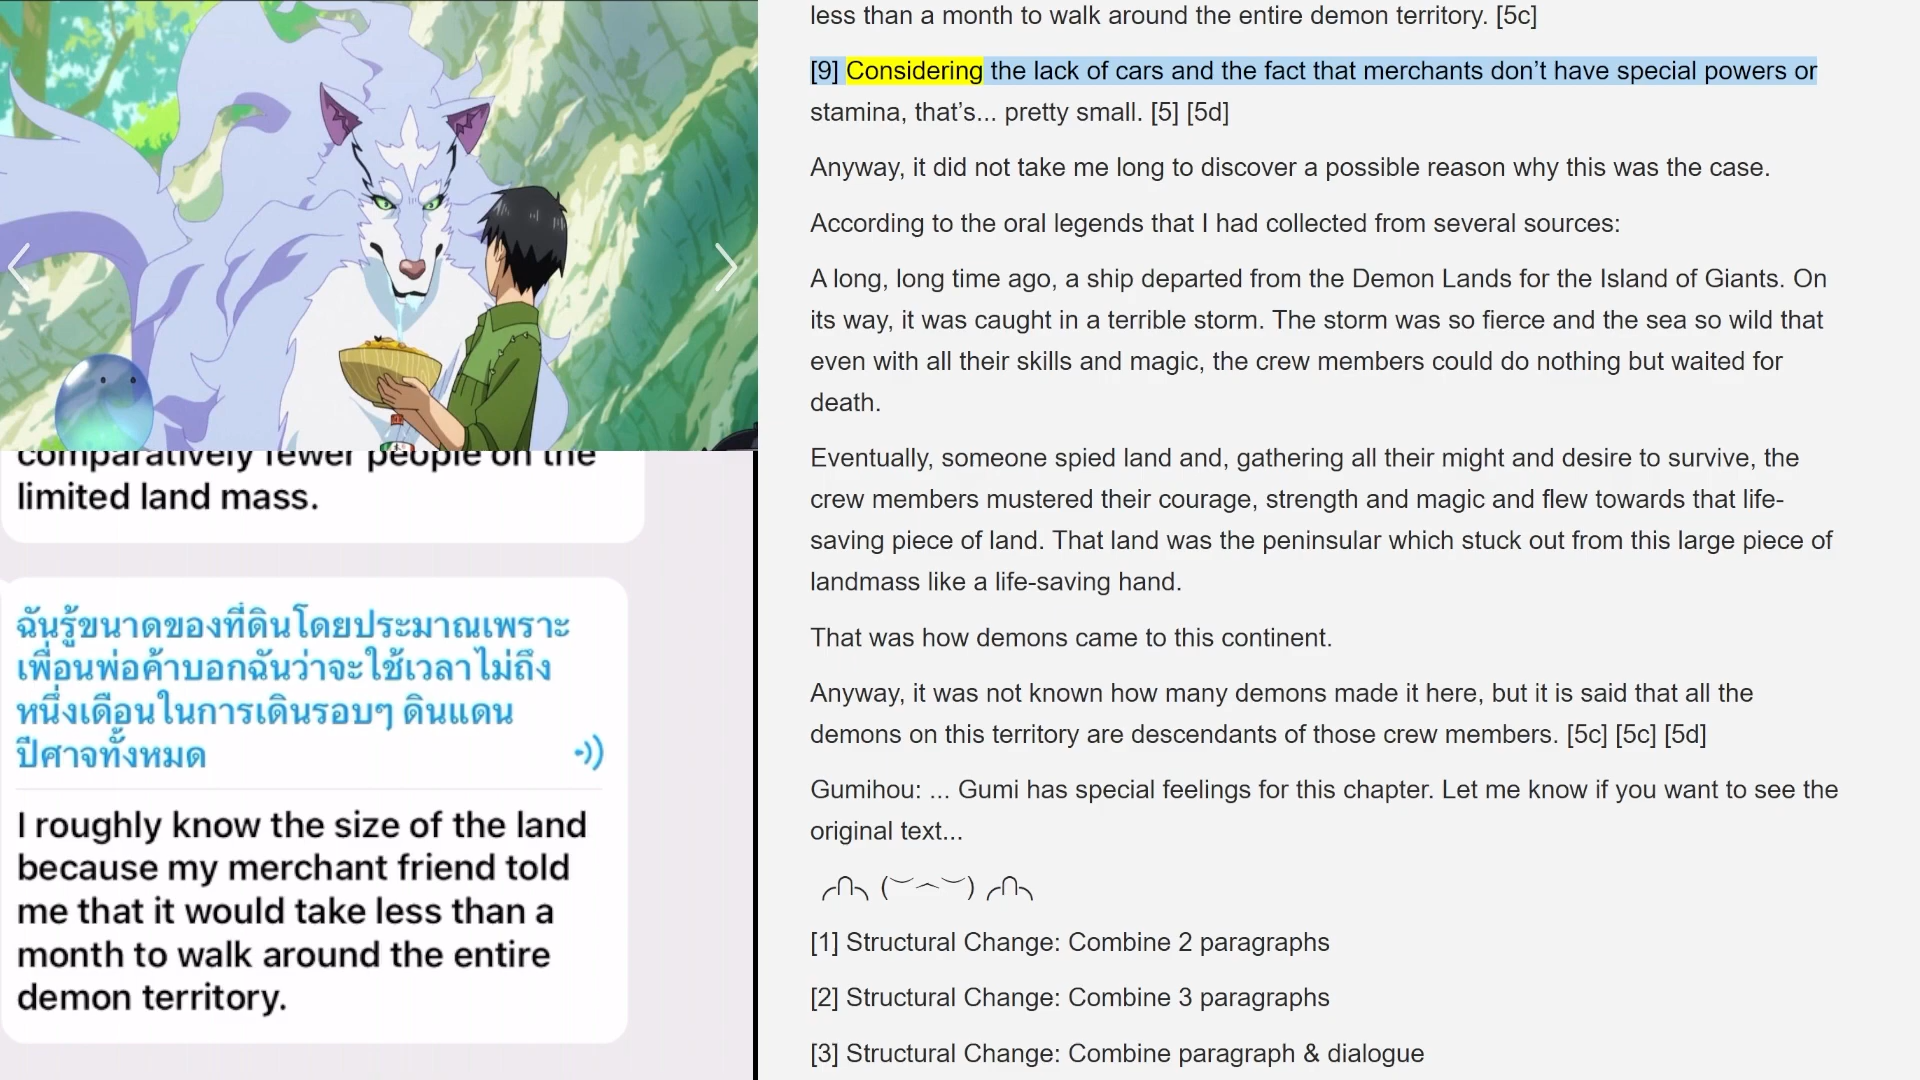 comparatively fewer people on the
limited land mass.
ฉันรู้ขนาดของที่ดินโดยประมาณเพราะ
เพื่อนพ่อค้าบอกฉันว่าจะใช้เวลาไม่ถึง
หนึ่งเดือนในการเดินรอบๆ ดินแดน
ปีศาจทั้งหมด
I roughly know the size of the land
because my merchant friend told
me that it would take less than a
month to walk around the entire
demon territory.
less than a month to walk around the entire demon territory. [5c]
[9] Considering the lack of cars and the fact that merchants don’t have special powers or
stamina, that’s... pretty small. [5] [5d]
Anyway, it did not take me long to discover a possible reason why this was the case.
According to the oral legends that I had collected from several sources:
A long, long time ago, a ship departed from the Demon Lands for the Island of Giants. On
its way, it was caught in a terrible storm. The storm was so fierce and the sea so wild that
even with all their skills and magic, the crew members could do nothing but waited for
death.
Eventually, someone spied land and, gathering all their might and desire to survive, the
crew members mustered their courage, strength and magic and flew towards that life-
saving piece of land. That land was the peninsular which stuck out from this large piece of
landmass like a life-saving hand.
That was how demons came to this continent.
Anyway, it was not known how many demons made it here, but it is said that all the
demons on this territory are descendants of those crew members. [5c] [5c] [5d]
Gumihou: ... Gumi has special feelings for this chapter. Let me know if you want to see the
original text...
╭∩╮(︶︿︶)╭∩╮
[1] Structural Change: Combine 2 paragraphs
[2] Structural Change: Combine 3 paragraphs
[3] Structural Change: Combine paragraph & dialogue